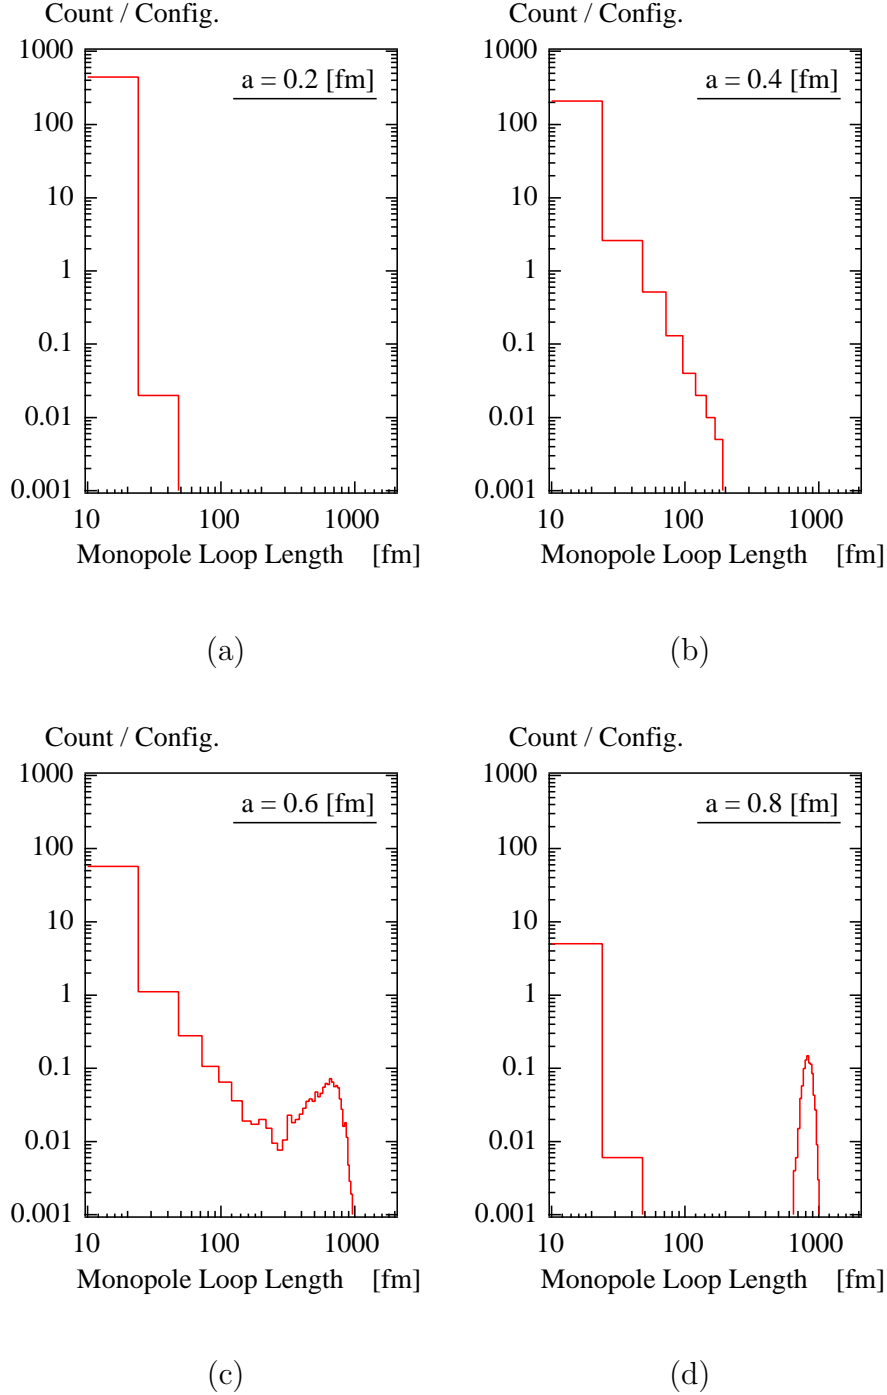 Count / Config.
1000
100
10
1
0.1
0.01
0.001
a = 0.2 [fm]
10 100 1000
Monopole Loop Length [fm]
(a)
Count / Config.
1000
100
10
1
0.1
0.01
0.001
a = 0.4 [fm]
10 100 1000
Monopole Loop Length [fm]
(b)
Count / Config.
1000
100
10
1
0.1
0.01
0.001
a = 0.6 [fm]
10 100 1000
Monopole Loop Length [fm]
(c)
Count / Config.
1000
100
10
1
0.1
0.01
0.001
a = 0.8 [fm]
10 100 1000
Monopole Loop Length [fm]
(d)